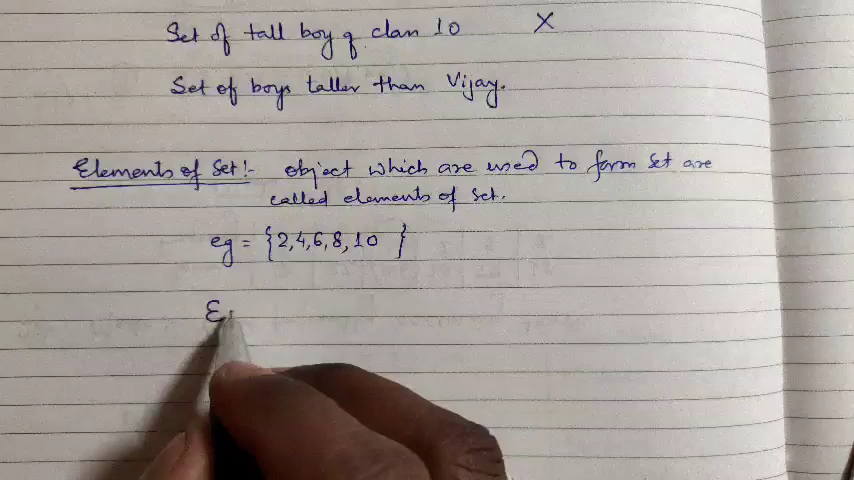 Set of tall boy of class 10 X
Set of boys taller than Vijay.
Elements of Set :- object which are used to form set are
called elements of set.
eg = {2,4,6,8,10 }
E